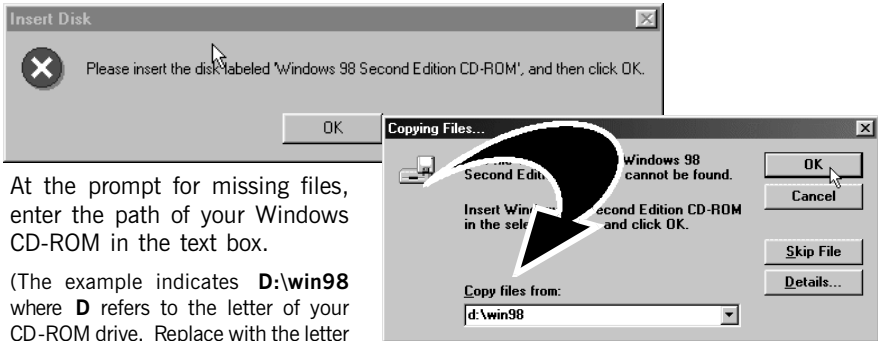 Insert Disk
Please insert the disk labeled 'Windows 98 Second Edition CD-ROM', and then click OK.
OK
Copying Files...
Windows 98
Second Edit cannot be found.
Insert Win econd Edition CD-ROM
in the sele and click OK.
Copy files from:
d:\win98
OK
Cancel
Skip File
Details...
At the prompt for missing files,
enter the path of your Windows
CD-ROM in the text box.
(The example indicates D:\win98
where D refers to the letter of your
CD-ROM drive. Replace with the letter